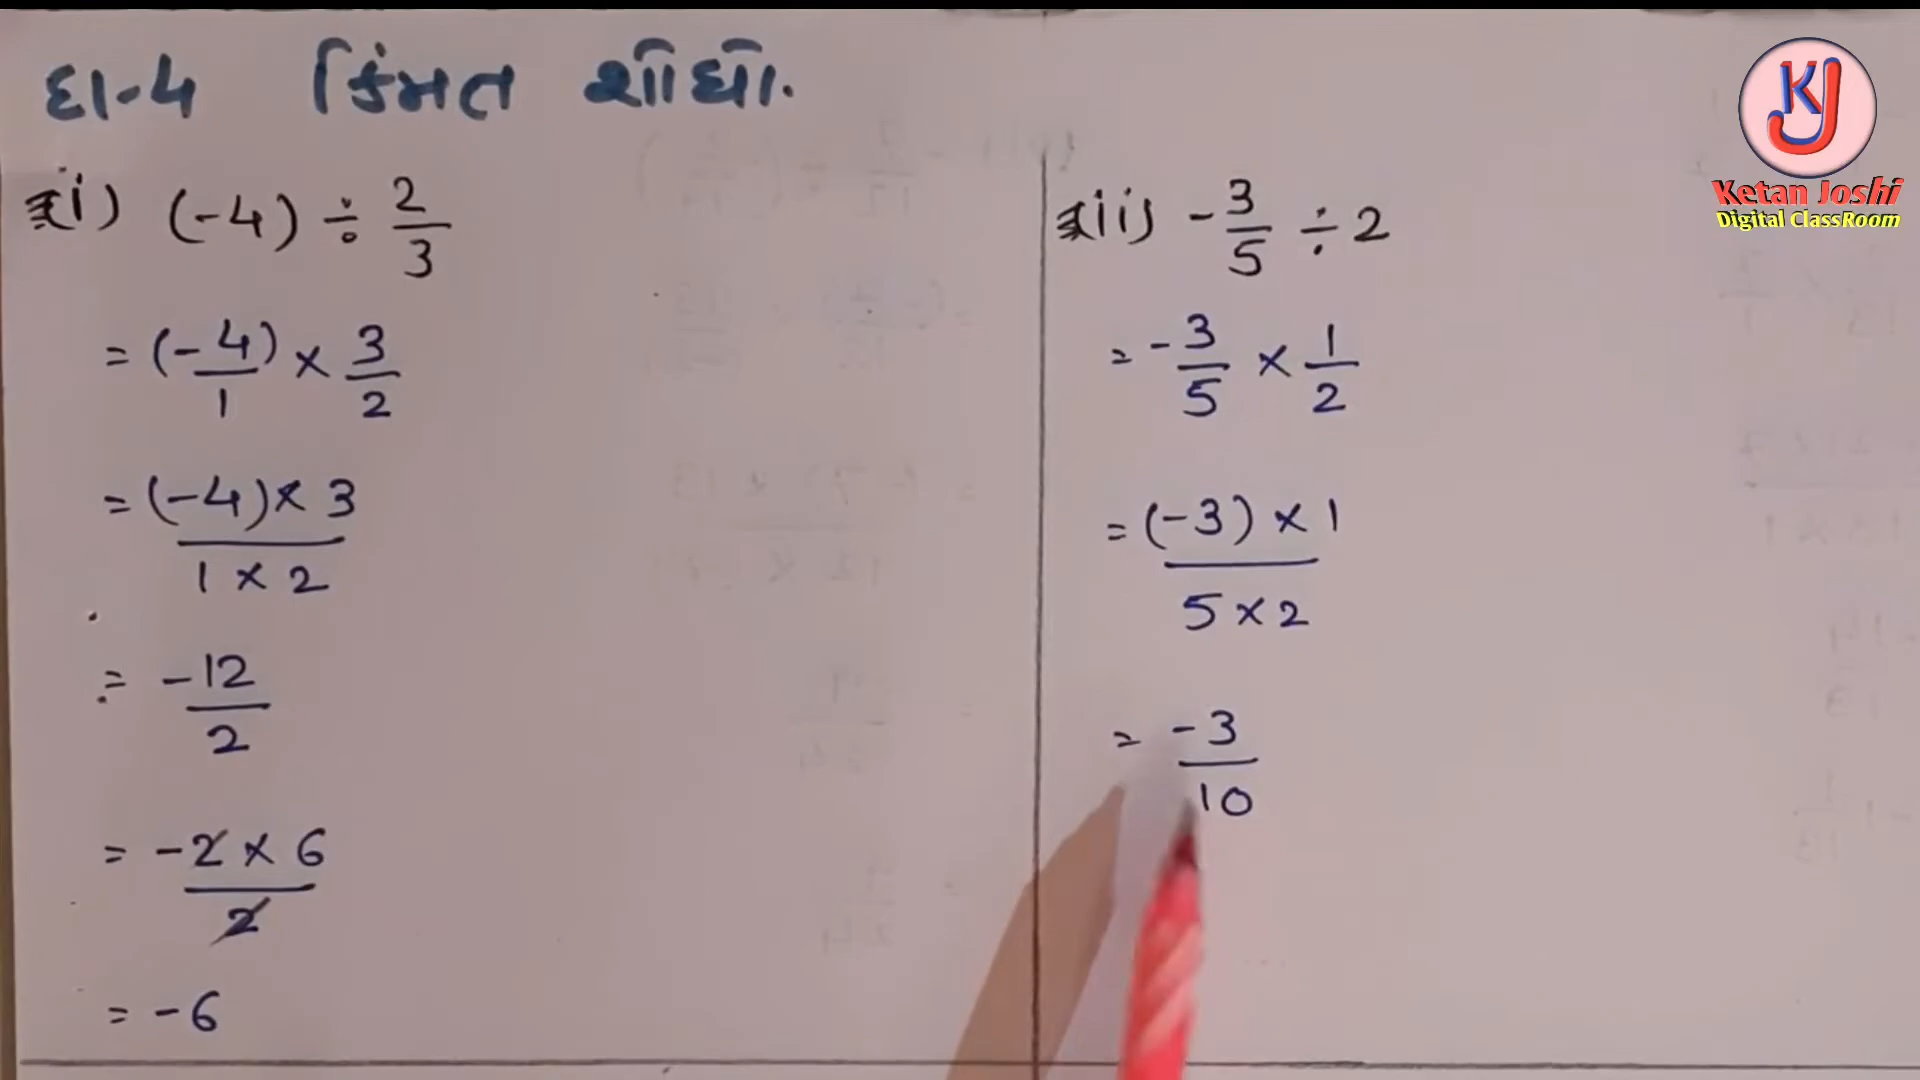 દા-4 કિંમત શોધો.
(i) (-4) ÷ 2/3
= (-4)/1 × 3/2
= (-4) × 3 / 1 × 2
= -12/2
= -2 × 6 / 2
= -6
(ii) -3/5 ÷ 2
= -3/5 × 1/2
= (-3) × 1 / 5 × 2
= -3/10
KJ
Ketan Joshi
Digital ClassRoom